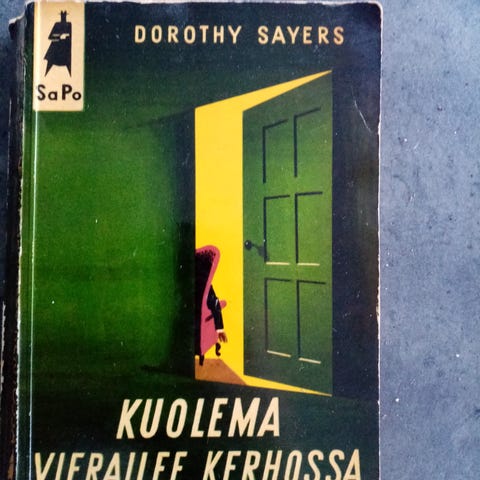 DOROTHY SAYERS
SaPo
KUOLEMA
VIERAILEE KERHOSSA